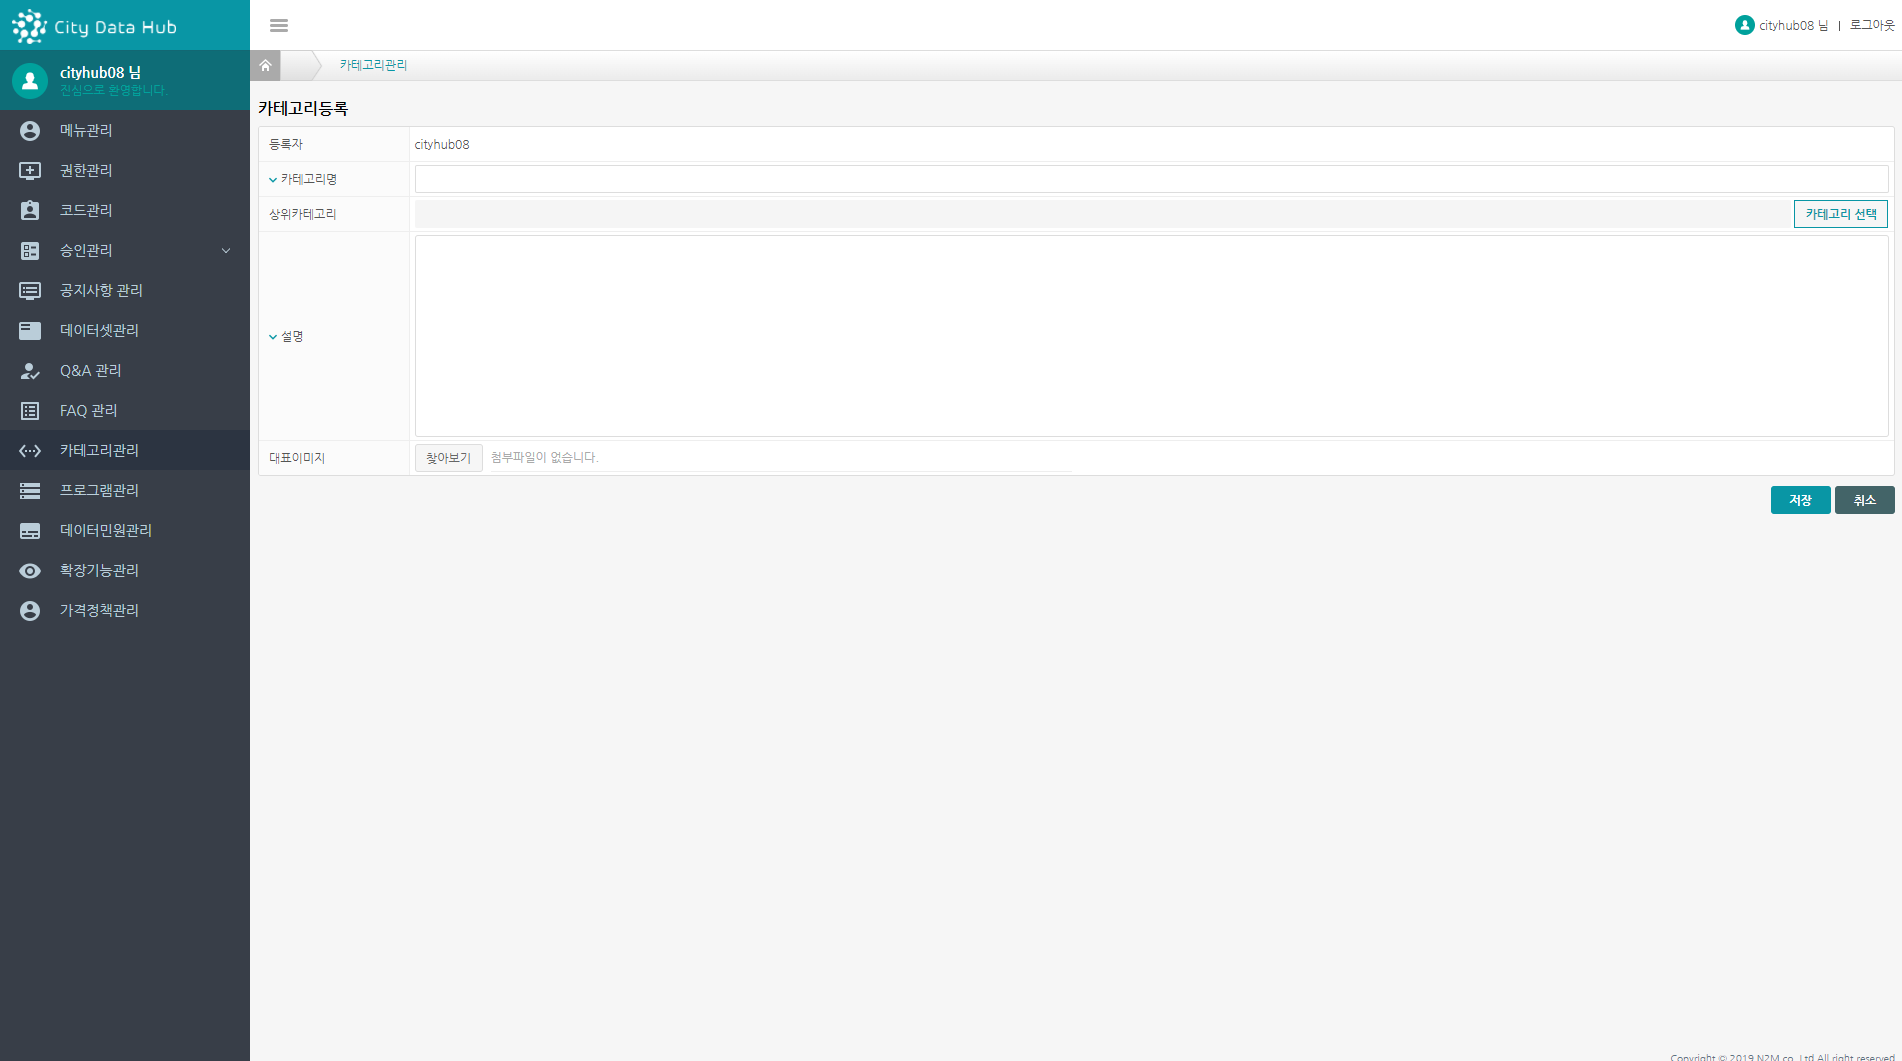 City Data Hub
cityhub08 님 | 로그아웃
cityhub08 님
진심으로 환영합니다.
메뉴관리
권한관리
코드관리
승인관리
공지사항 관리
데이터셋관리
Q&A 관리
FAQ 관리
카테고리관리
프로그램관리
데이터민원관리
확장기능관리
가격정책관리
카테고리관리
카테고리등록
등록자 cityhub08
카테고리명
상위카테고리 카테고리 선택
설명
대표이미지 찾아보기 첨부파일이 없습니다.
저장 취소
Copyright © 2019 N2M co. Ltd All right reserved